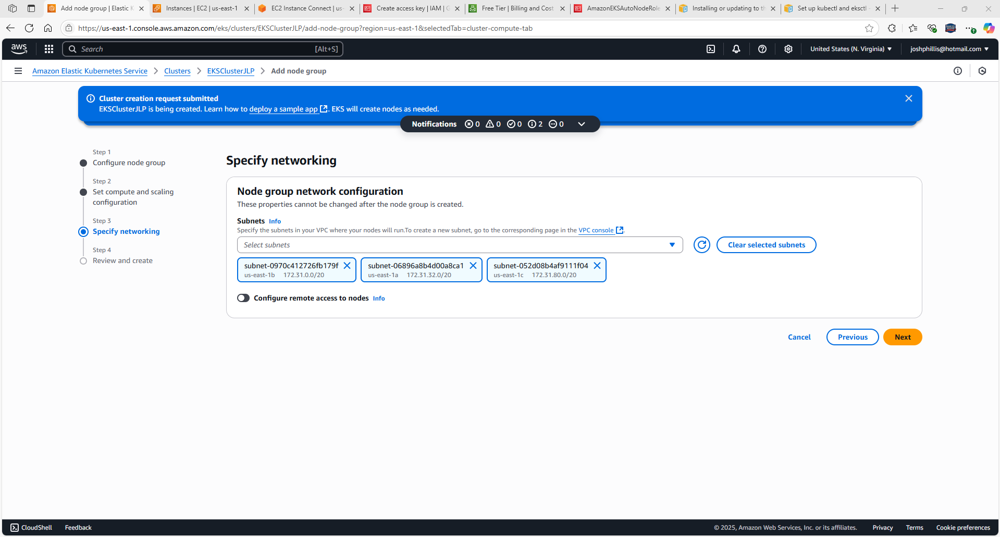 Add node group | Elastic K
Instances | EC2 | us-east-1
EC2 Instance Connect | us-
Create access key | IAM | G
Free Tier | Billing and Cost
AmazonEKSAutoNodeRole
Installing or updating to th
Set up kubectl and eksctl -
https://us-east-1.console.aws.amazon.com/eks/clusters/EKSClusterJLP/add-node-group?region=us-east-1&selectedTab=cluster-compute-tab
aws
Search
[Alt+S]
United States (N. Virginia)
joshphillis@hotmail.com
Amazon Elastic Kubernetes Service
Clusters
EKSClusterJLP
Add node group
Cluster creation request submitted
EKSClusterJLP is being created. Learn how to deploy a sample app. EKS will create nodes as needed.
Notifications 0 0 0 2 0
Step 1
Configure node group
Step 2
Set compute and scaling
configuration
Step 3
Specify networking
Step 4
Review and create
Specify networking
Node group network configuration
These properties cannot be changed after the node group is created.
Subnets Info
Specify the subnets in your VPC where your nodes will run.To create a new subnet, go to the corresponding page in the VPC console.
Select subnets
Clear selected subnets
subnet-0970c412726fb179f
us-east-1b 172.31.0.0/20
subnet-06896a8b4d00a8ca1
us-east-1a 172.31.32.0/20
subnet-052d08b4af9111f04
us-east-1c 172.31.80.0/20
Configure remote access to nodes Info
Cancel
Previous
Next
CloudShell
Feedback
© 2025, Amazon Web Services, Inc. or its affiliates.
Privacy
Terms
Cookie preferences